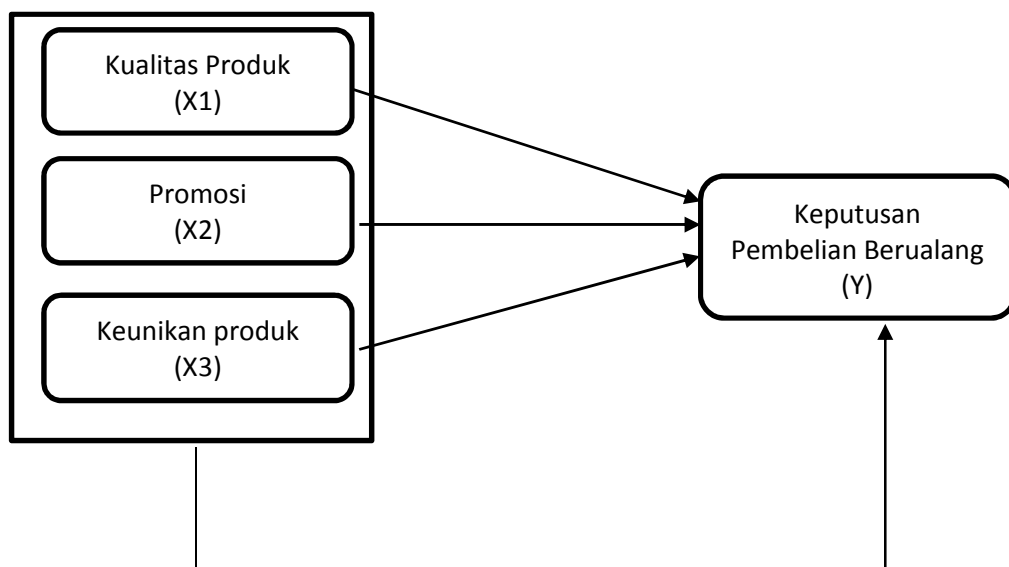 Kualitas Produk
(X1)
Promosi
(X2)
Keunikan produk
(X3)
Keputusan
Pembelian Berualang
(Y)